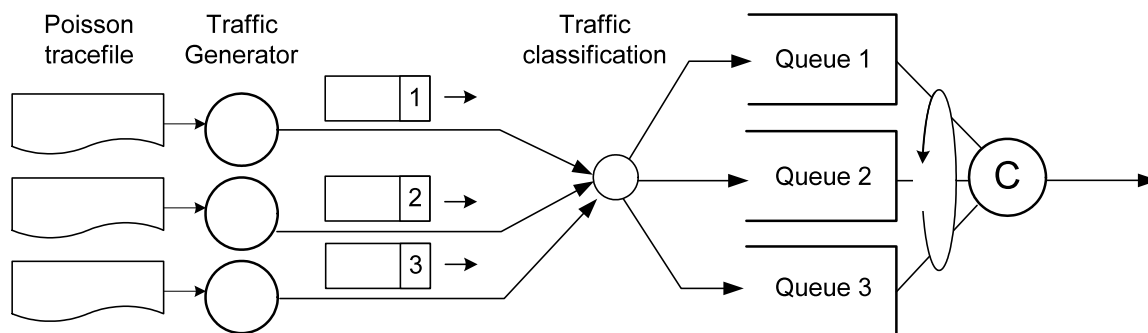 Poisson
tracefile
Traffic
Generator
Traffic
classification
1
2
3
Queue 1
Queue 2
Queue 3
C